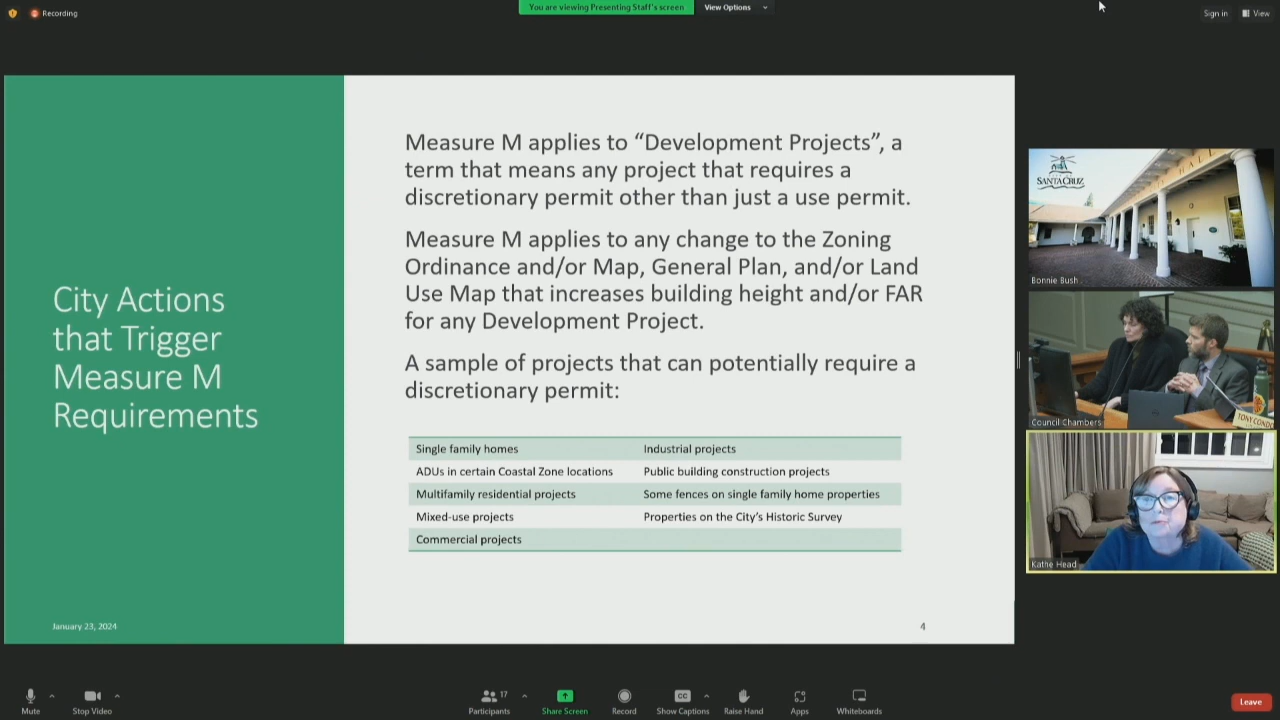 Recording
You are viewing Presenting Staff's screen
View Options
Sign in
View
City Actions
that Trigger
Measure M
Requirements
January 23, 2024
Measure M applies to “Development Projects”, a
term that means any project that requires a
discretionary permit other than just a use permit.
Measure M applies to any change to the Zoning
Ordinance and/or Map, General Plan, and/or Land
Use Map that increases building height and/or FAR
for any Development Project.
A sample of projects that can potentially require a
discretionary permit:
Single family homes
Industrial projects
ADUs in certain Coastal Zone locations
Public building construction projects
Multifamily residential projects
Some fences on single family home properties
Mixed-use projects
Properties on the City’s Historic Survey
Commercial projects
4
SANTA CRUZ
Bonnie Bush
Council Chambers
Kathe Head
Mute
Stop Video
Participants
17
Share Screen
Record
CC
Show Captions
Raise Hand
Apps
Whiteboards
Leave